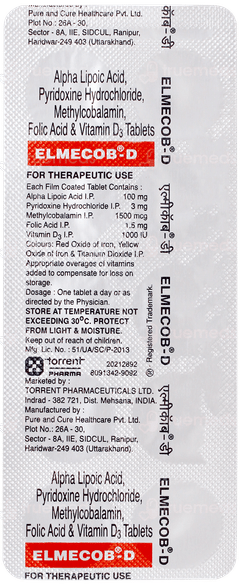 Manufactured by :
Pure and Cure Healthcare Pvt. Ltd.
Plot No.: 26A - 30,
Sector - 8A, IIE, SIDCUL, Ranipur,
Haridwar-249 403 (Uttarakhand).
Alpha Lipoic Acid,
Pyridoxine Hydrochloride,
Methylcobalamin,
Folic Acid & Vitamin D3 Tablets
ELMECOB®-D
FOR THERAPEUTIC USE
Each Film Coated Tablet Contains :
Alpha Lipoic Acid I.P. 100 mg
Pyridoxine Hydrochloride I.P. 3 mg
Methylcobalamin I.P. 1500 mcg
Folic Acid I.P. 1.5 mg
Vitamin D3 I.P. 1000 IU
Colours: Red Oxide of Iron, Yellow
Oxide of Iron & Titanium Dioxide I.P.
Appropriate overages of vitamins
added to compensate for loss on
storage.
Dosage : One tablet a day or as
directed by the Physician.
STORE AT TEMPERATURE NOT
EXCEEDING 30°C. PROTECT
FROM LIGHT & MOISTURE.
Keep out of reach of children.
Mfg. Lic. No. : 51/UA/SC/P-2013
torrent
PHARMA
20212892
8091342-9082
Marketed by :
TORRENT PHARMACEUTICALS LTD.
Indrad - 382 721, Dist. Mehsana, INDIA.
Manufactured by :
Pure and Cure Healthcare Pvt. Ltd.
Plot No.: 26A - 30,
Sector - 8A, IIE, SIDCUL, Ranipur,
Haridwar-249 403 (Uttarakhand).
Alpha Lipoic Acid,
Pyridoxine Hydrochloride,
Methylcobalamin,
Folic Acid & Vitamin D3 Tablets
ELMECOB®-D
FOR THERAPEUTIC USE
एल्मीकॉब®-डी
ELMECOB®-D
एल्मीकॉब®-डी
ELMECOB®-D
® Registered Trademark.
एल्मीकॉब®-डी
ELMECOB®-D